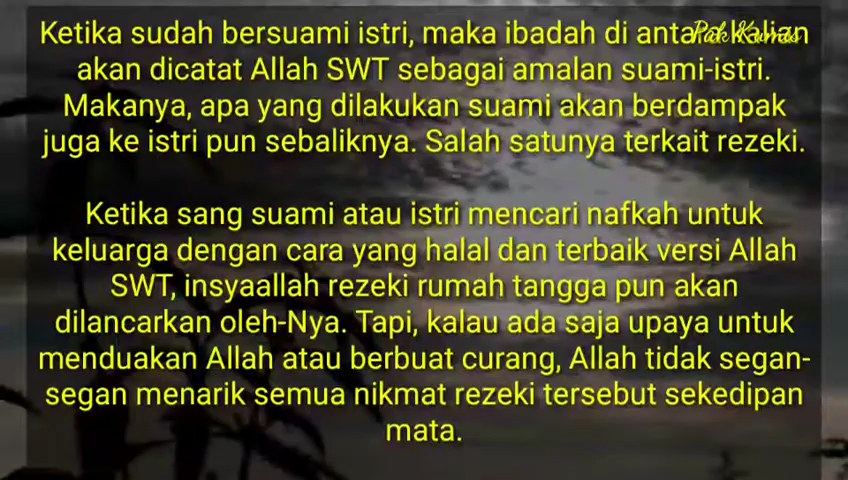 Ketika sudah bersuami istri, maka ibadah di antara kalian
akan dicatat Allah SWT sebagai amalan suami-istri.
Makanya, apa yang dilakukan suami akan berdampak
juga ke istri pun sebaliknya. Salah satunya terkait rezeki.
Ketika sang suami atau istri mencari nafkah untuk
keluarga dengan cara yang halal dan terbaik versi Allah
SWT, insyaallah rezeki rumah tangga pun akan
dilancarkan oleh-Nya. Tapi, kalau ada saja upaya untuk
menduakan Allah atau berbuat curang, Allah tidak segan-
segan menarik semua nikmat rezeki tersebut sekedipan
mata.